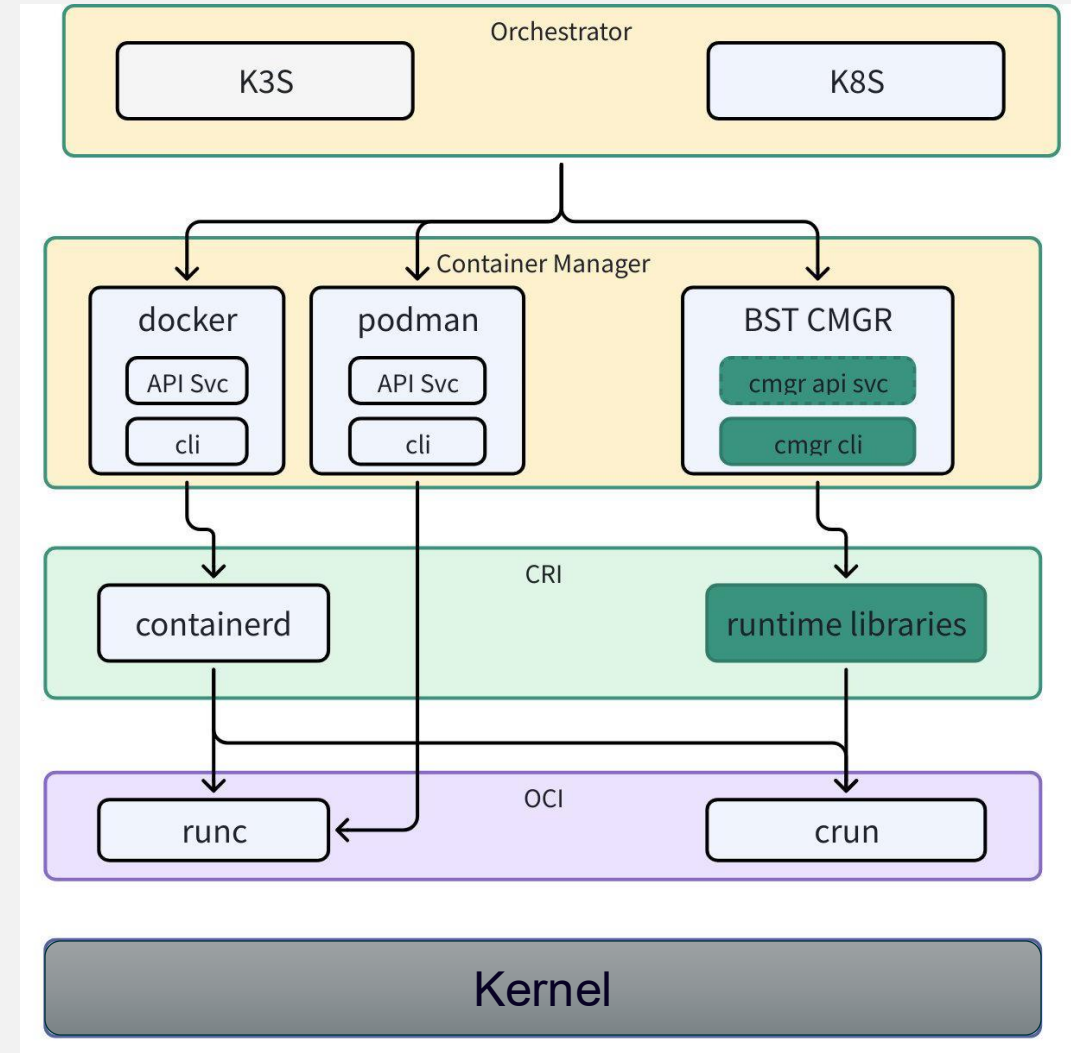 Orchestrator
K3S
K8S
Container Manager
docker
podman
BST CMGR
API Svc
API Svc
cmgr api svc
cli
cli
cmgr cli
CRI
containerd
runtime libraries
OCI
runc
crun
Kernel